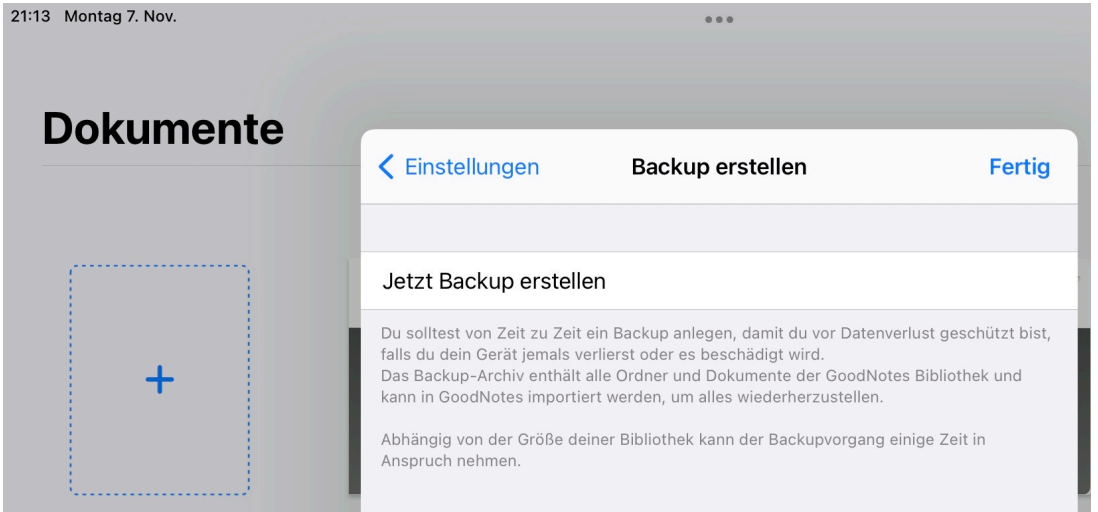 21:13 Montag 7. Nov.
Dokumente
Einstellungen
Backup erstellen
Fertig
Jetzt Backup erstellen
Du solltest von Zeit zu Zeit ein Backup anlegen, damit du vor Datenverlust geschützt bist,
falls du dein Gerät jemals verlierst oder es beschädigt wird.
Das Backup-Archiv enthält alle Ordner und Dokumente der GoodNotes Bibliothek und
kann in GoodNotes importiert werden, um alles wiederherzustellen.
Abhängig von der Größe deiner Bibliothek kann der Backupvorgang einige Zeit in
Anspruch nehmen.